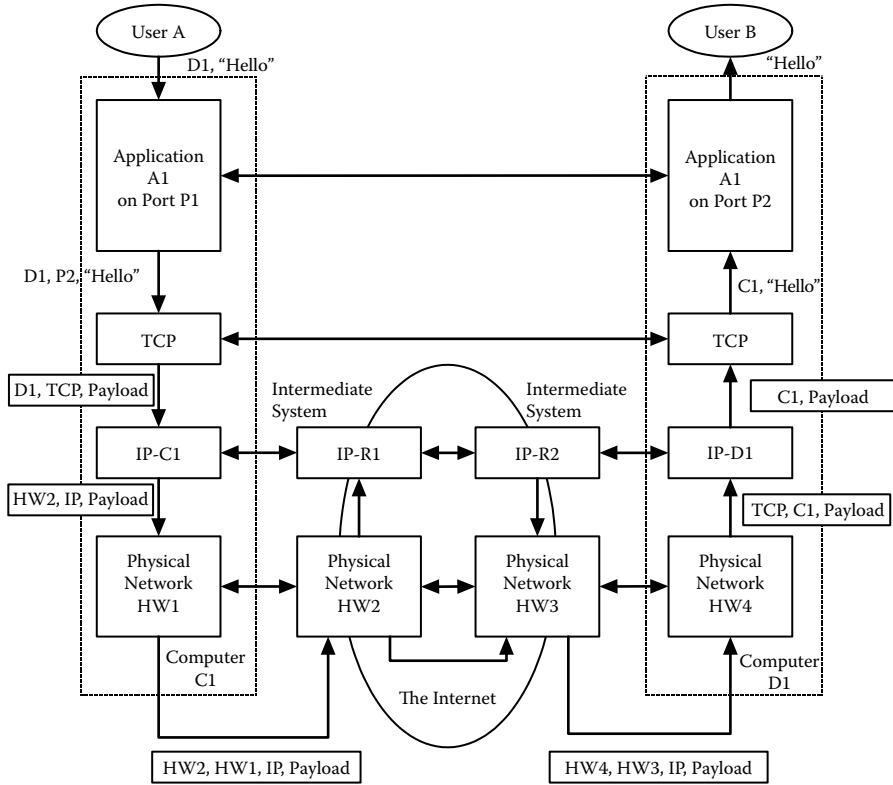 User A
User B
D1, “Hello”
“Hello”
Application
A1
on Port P1
Application
A1
on Port P2
D1, P2, “Hello”
C1, “Hello”
TCP
TCP
D1, TCP, Payload
Intermediate
System
Intermediate
System
C1, Payload
IP-C1
IP-R1
IP-R2
IP-D1
HW2, IP, Payload
TCP, C1, Payload
Physical
Network
HW1
Physical
Network
HW2
Physical
Network
HW3
Physical
Network
HW4
Computer
C1
The Internet
Computer
D1
HW2, HW1, IP, Payload
HW4, HW3, IP, Payload